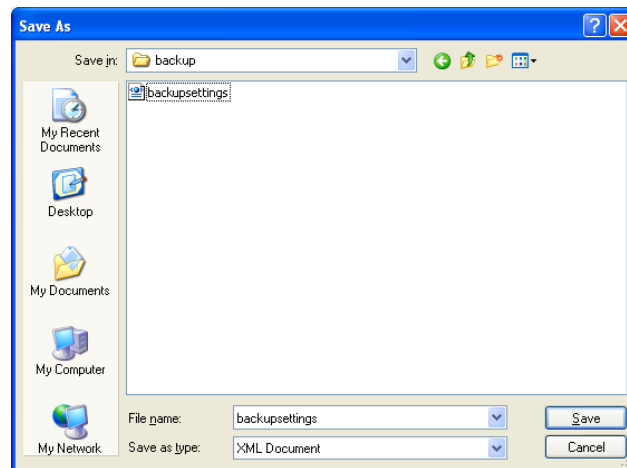 Save As
Save in:
backup
backupsettings
My Recent
Documents
Desktop
My Documents
My Computer
My Network
File name:
backupsettings
Save
Save as type:
XML Document
Cancel